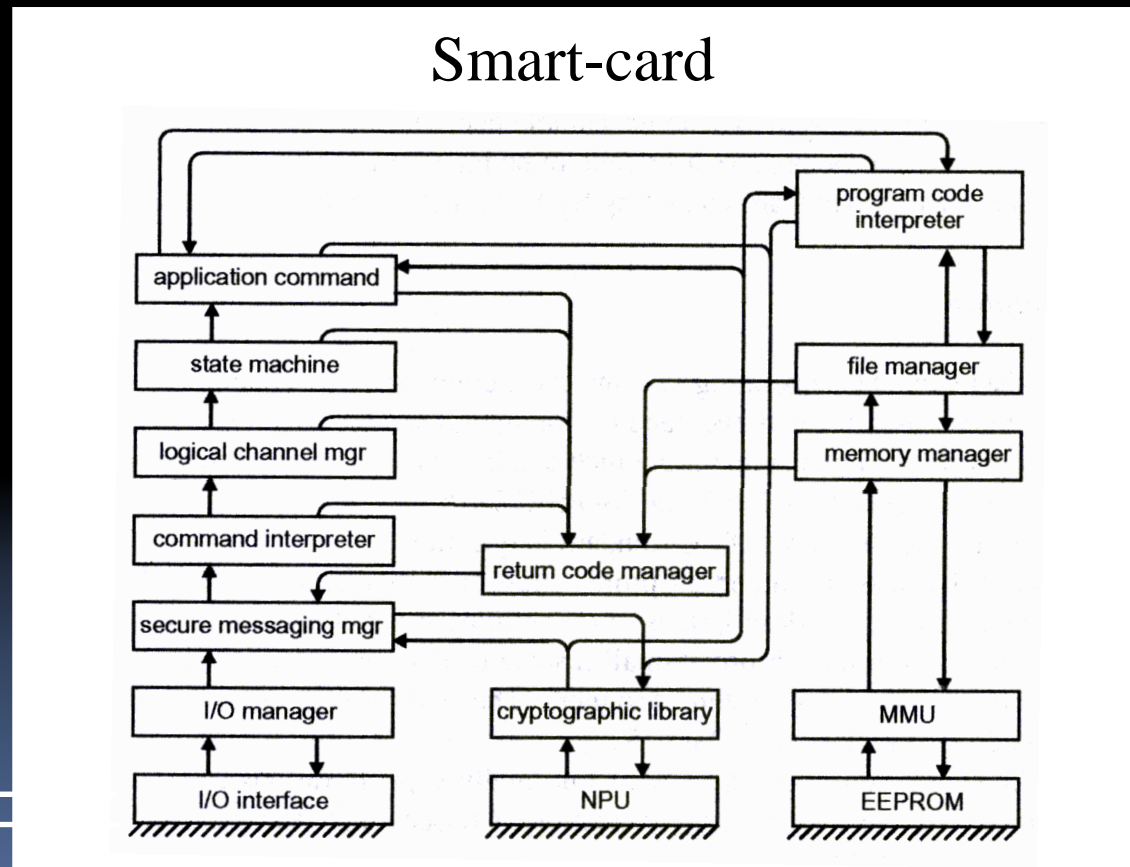 Smart-card
program code
interpreter
application command
state machine
file manager
logical channel mgr
memory manager
command interpreter
return code manager
secure messaging mgr
I/O manager
cryptographic library
MMU
I/O interface
NPU
EEPROM